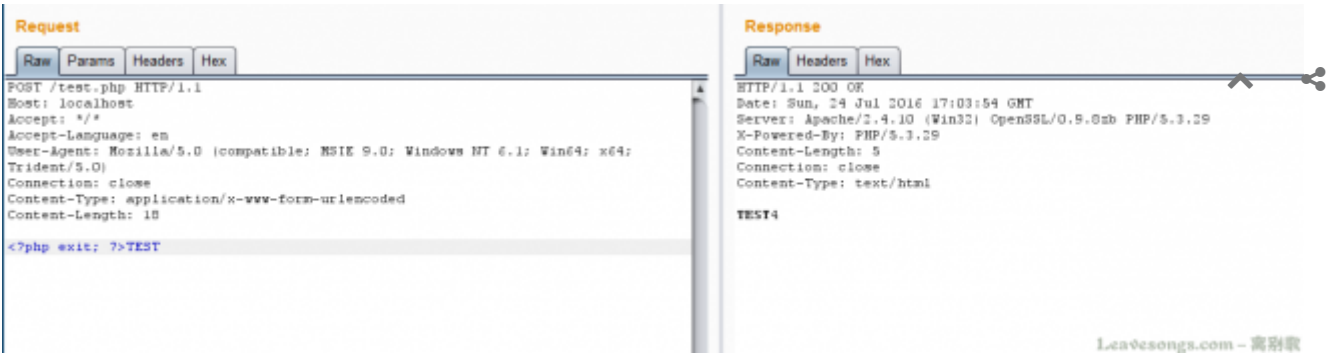 Request
Raw Params Headers Hex
POST /test.php HTTP/1.1
Host: localhost
Accept: */*
Accept-Language: en
User-Agent: Mozilla/5.0 (compatible; MSIE 9.0; Windows NT 6.1; Win64; x64;
Trident/5.0)
Connection: close
Content-Type: application/x-www-form-urlencoded
Content-Length: 18
<?php exit; ?>TEST
Response
Raw Headers Hex
HTTP/1.1 200 OK
Date: Sun, 24 Jul 2016 17:03:54 GMT
Server: Apache/2.4.10 (Win32) OpenSSL/0.9.8zb PHP/5.3.29
X-Powered-By: PHP/5.3.29
Content-Length: 5
Connection: close
Content-Type: text/html
TEST4
Leavesongs.com – 离别歌